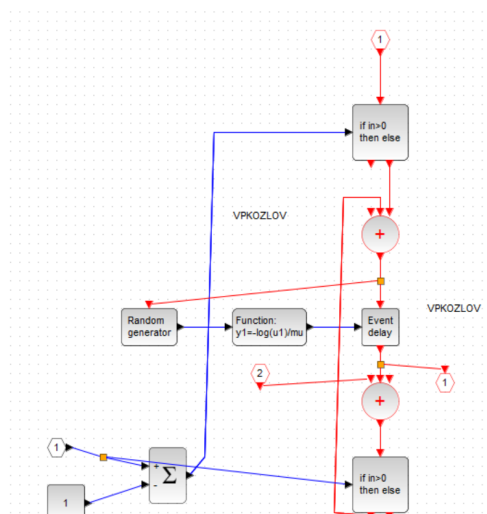 1
if in>0
then else
VPKOZLOV
+
VPKOZLOV
Random
generator
Function:
y1=-log(u1)/mu
Event
delay
2
1
+
1
+
-
Σ
if in>0
then else
1